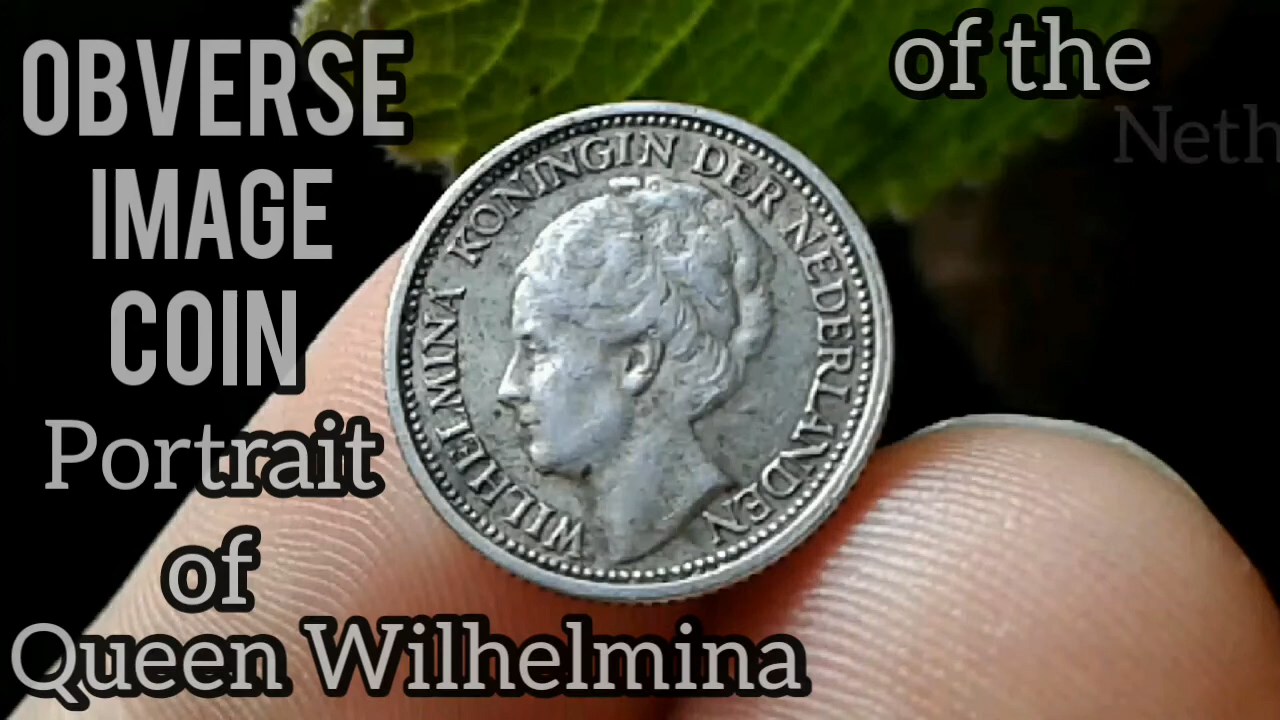 OBVERSE
IMAGE
COIN
Portrait
of
Queen Wilhelmina
of the
Neth
WILHELMINA KONINGIN DER NEDERLANDEN